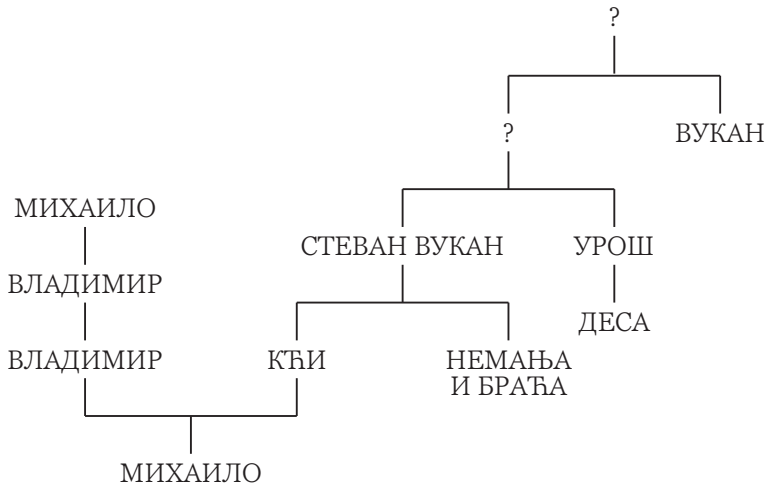 ?
? ВУКАН
МИХАИЛО
СТЕВАН ВУКАН УРОШ
ВЛАДИМИР
ДЕСА
ВЛАДИМИР КЋИ НЕМАЊА
И БРАЋА
МИХАИЛО